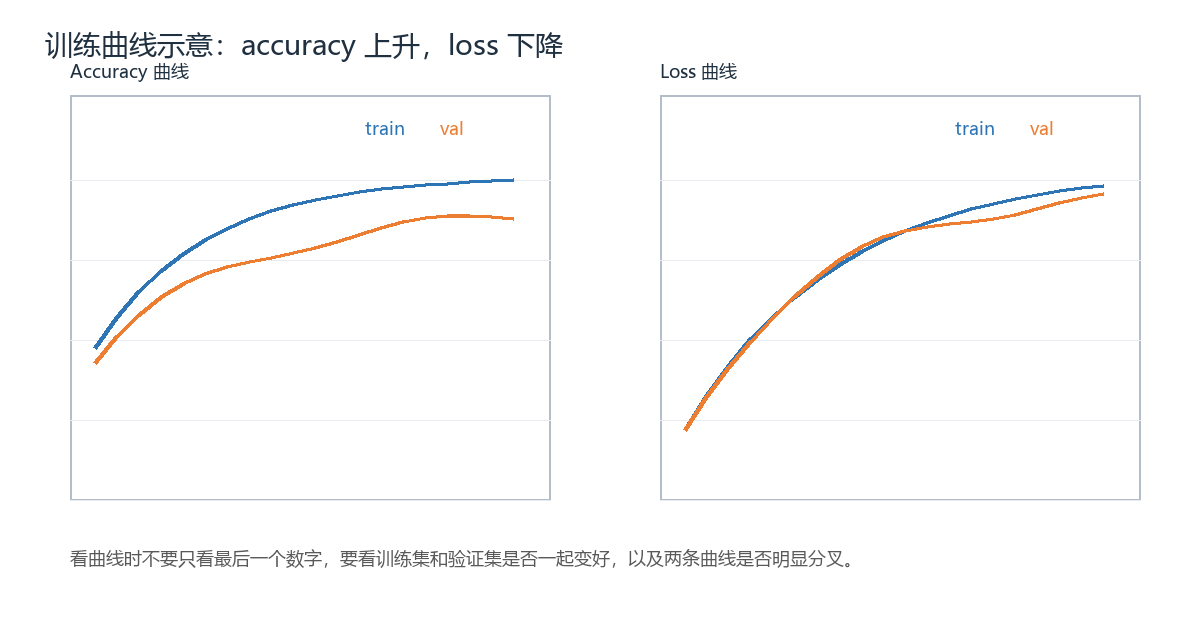 训练曲线示意：accuracy 上升，loss 下降
Accuracy 曲线
train val
Loss 曲线
train val
看曲线时不要只看最后一个数字，要看训练集和验证集是否一起变好，以及两条曲线是否明显分叉。